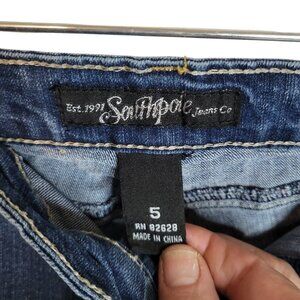 Est. 1991 Southpole Jeans Co
5
RN 82628
MADE IN CHINA